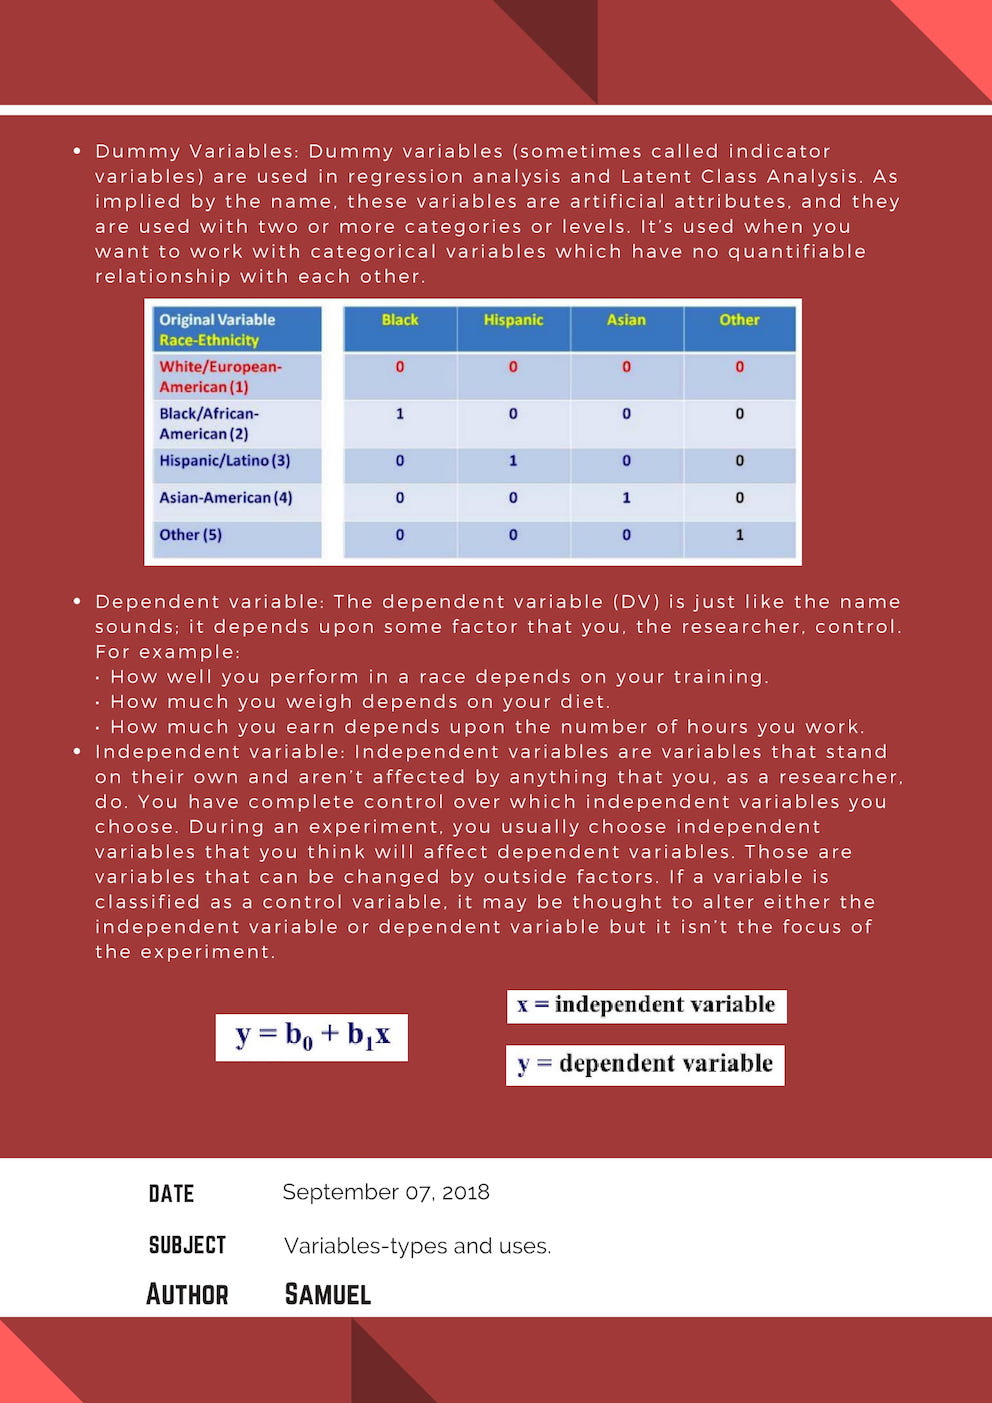 • Dummy Variables: Dummy variables (sometimes called indicator
variables) are used in regression analysis and Latent Class Analysis. As
implied by the name, these variables are artificial attributes, and they
are used with two or more categories or levels. It's used when you
want to work with categorical variables which have no quantifiable
relationship with each other.
Original Variable
Race-Ethnicity Black Hispanic Asian Other
White/European-
American (1) 0 0 0 0
Black/African-
American (2) 1 0 0 0
Hispanic/Latino (3) 0 1 0 0
Asian-American (4) 0 0 1 0
Other (5) 0 0 0 1
• Dependent variable: The dependent variable (DV) is just like the name
sounds; it depends upon some factor that you, the researcher, control.
For example:
· How well you perform in a race depends on your training.
· How much you weigh depends on your diet.
· How much you earn depends upon the number of hours you work.
• Independent variable: Independent variables are variables that stand
on their own and aren't affected by anything that you, as a researcher,
do. You have complete control over which independent variables you
choose. During an experiment, you usually choose independent
variables that you think will affect dependent variables. Those are
variables that can be changed by outside factors. If a variable is
classified as a control variable, it may be thought to alter either the
independent variable or dependent variable but it isn't the focus of
the experiment.
y = b₀ + b₁x
x = independent variable
y = dependent variable
DATE September 07, 2018
SUBJECT Variables-types and uses.
AUTHOR SAMUEL